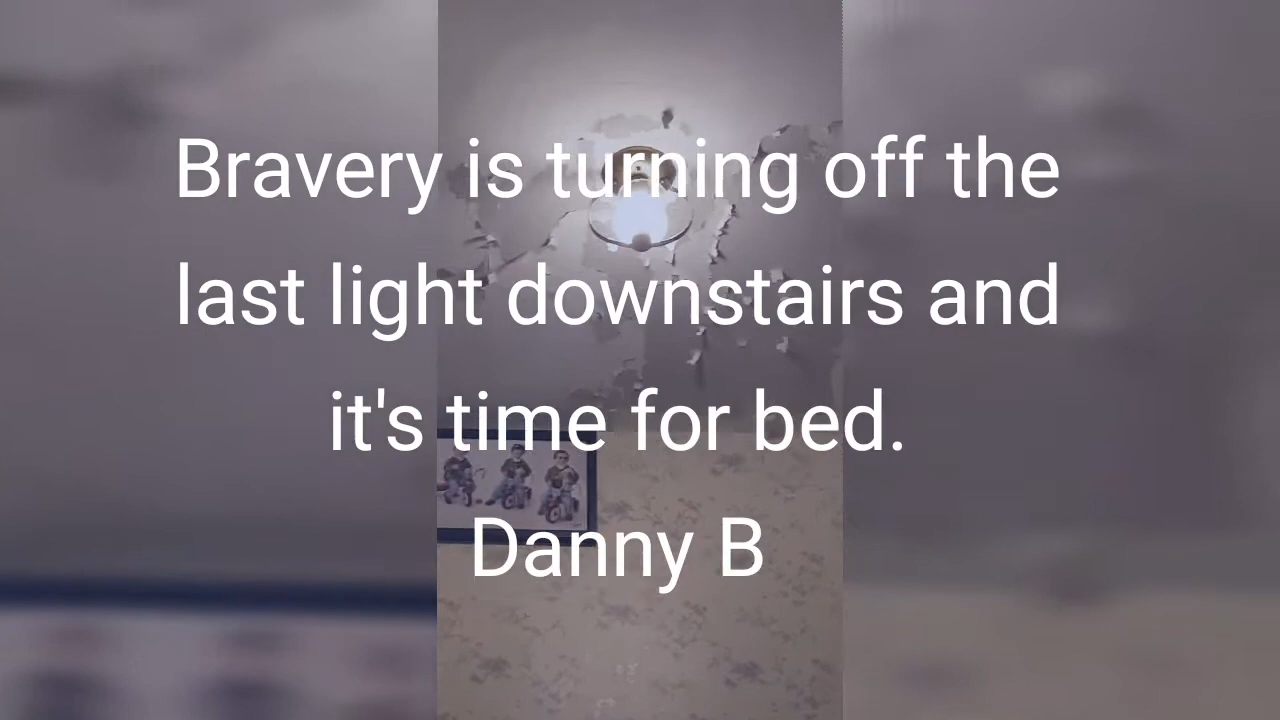 Bravery is turning off the
last light downstairs and
it's time for bed.
Danny B